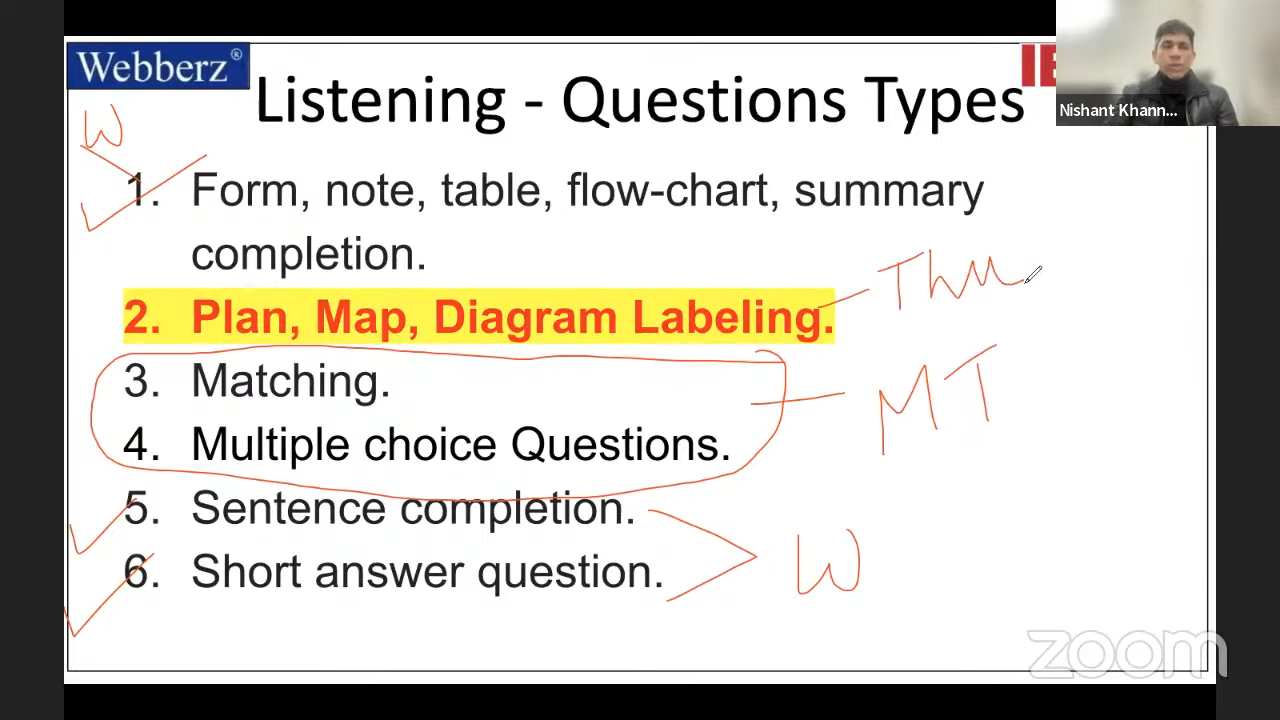 Webberz®
Listening - Questions Types
IE
Nishant Khann...
W
1. Form, note, table, flow-chart, summary
completion.
2. Plan, Map, Diagram Labeling.
Thu
3. Matching.
MT
4. Multiple choice Questions.
5. Sentence completion.
6. Short answer question.
W
zoom